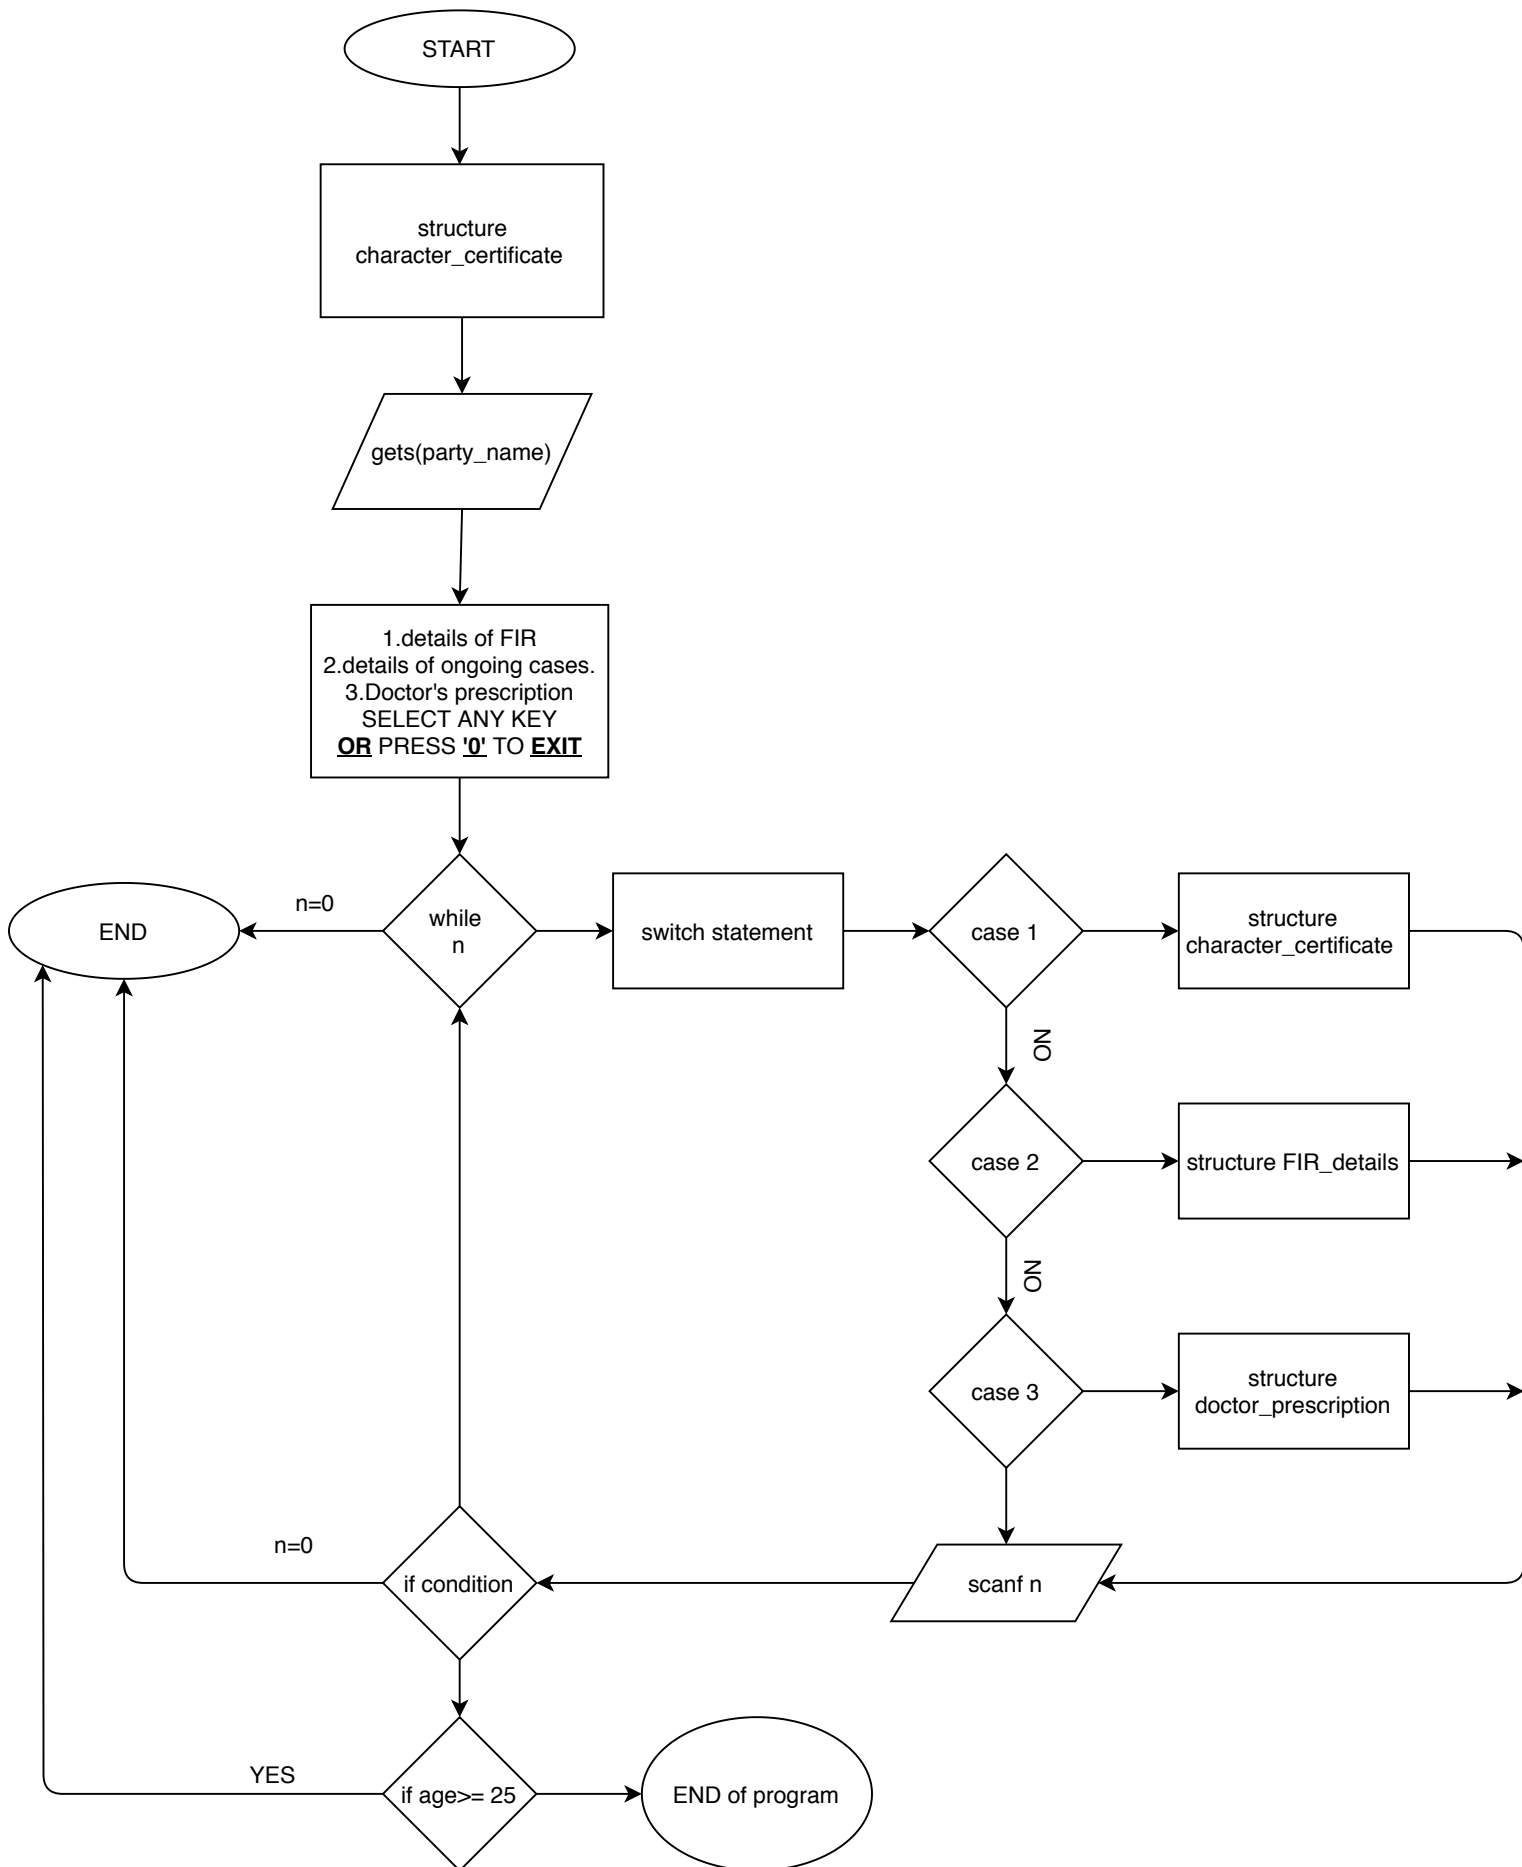 START
structure
character_certificate
gets(party_name)
1.details of FIR
2.details of ongoing cases.
3.Doctor's prescription
SELECT ANY KEY
OR PRESS '0' TO EXIT
END
n=0
while
n
switch statement
case 1
structure
character_certificate
NO
case 2
structure FIR_details
NO
case 3
structure
doctor_prescription
n=0
if condition
scanf n
YES
if age>= 25
END of program